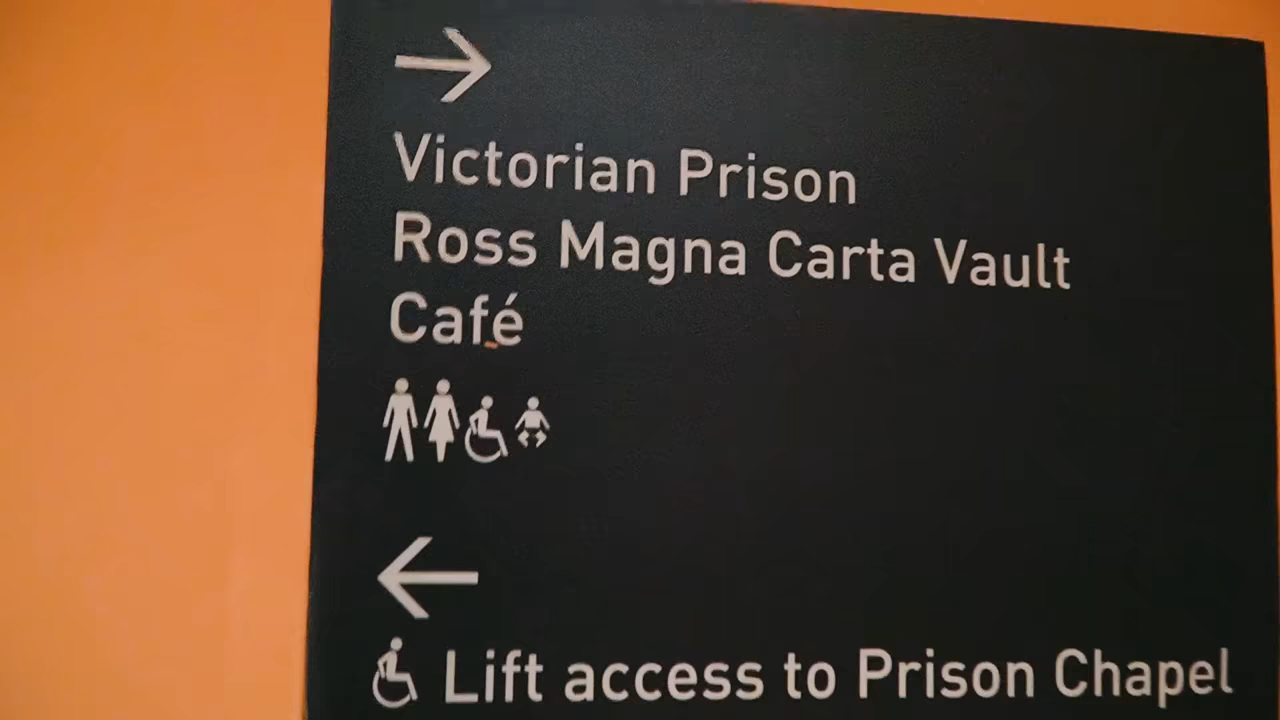 Victorian Prison
Ross Magna Carta Vault
Café
Lift access to Prison Chapel